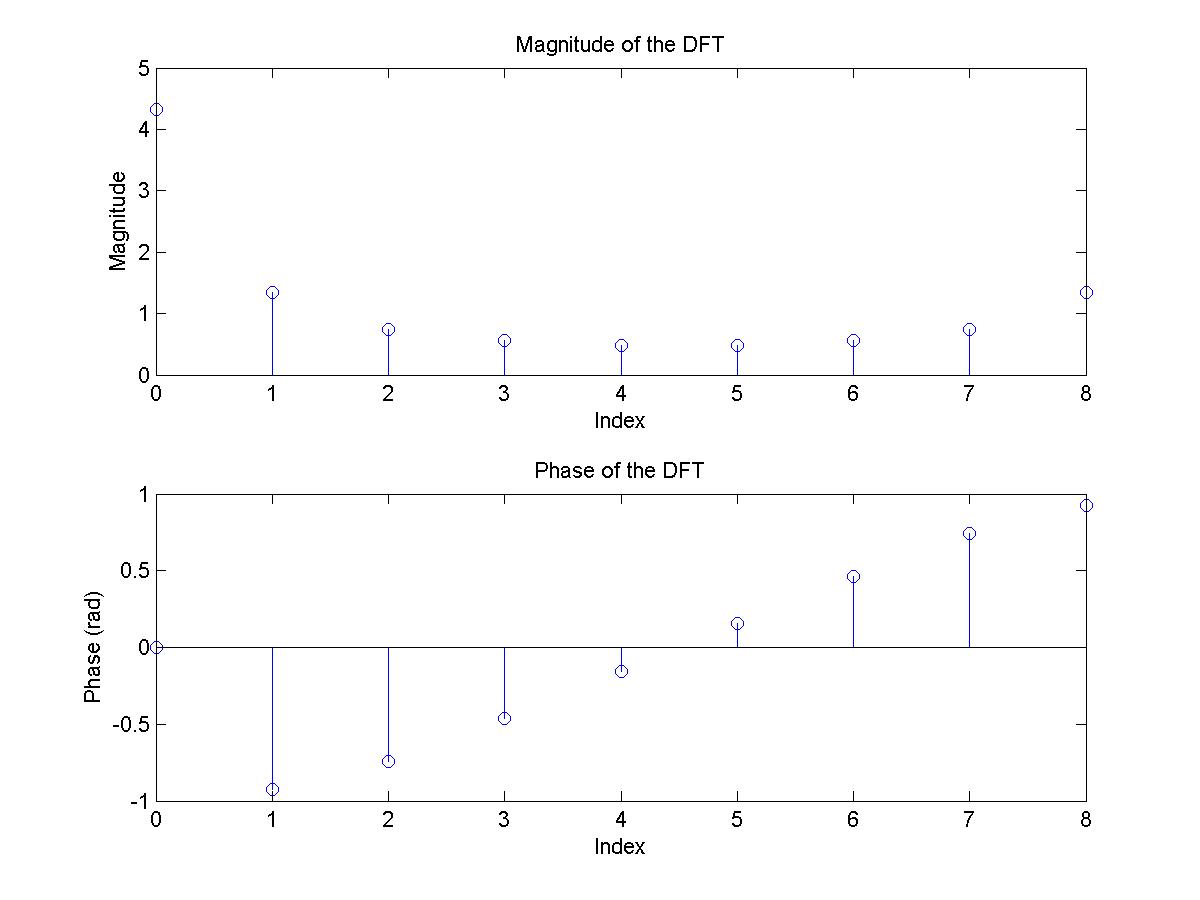 Magnitude of the DFT
5
4
3
2
1
0
Magnitude
0 1 2 3 4 5 6 7 8
Index
Phase of the DFT
1
0.5
0
-0.5
-1
Phase (rad)
0 1 2 3 4 5 6 7 8
Index